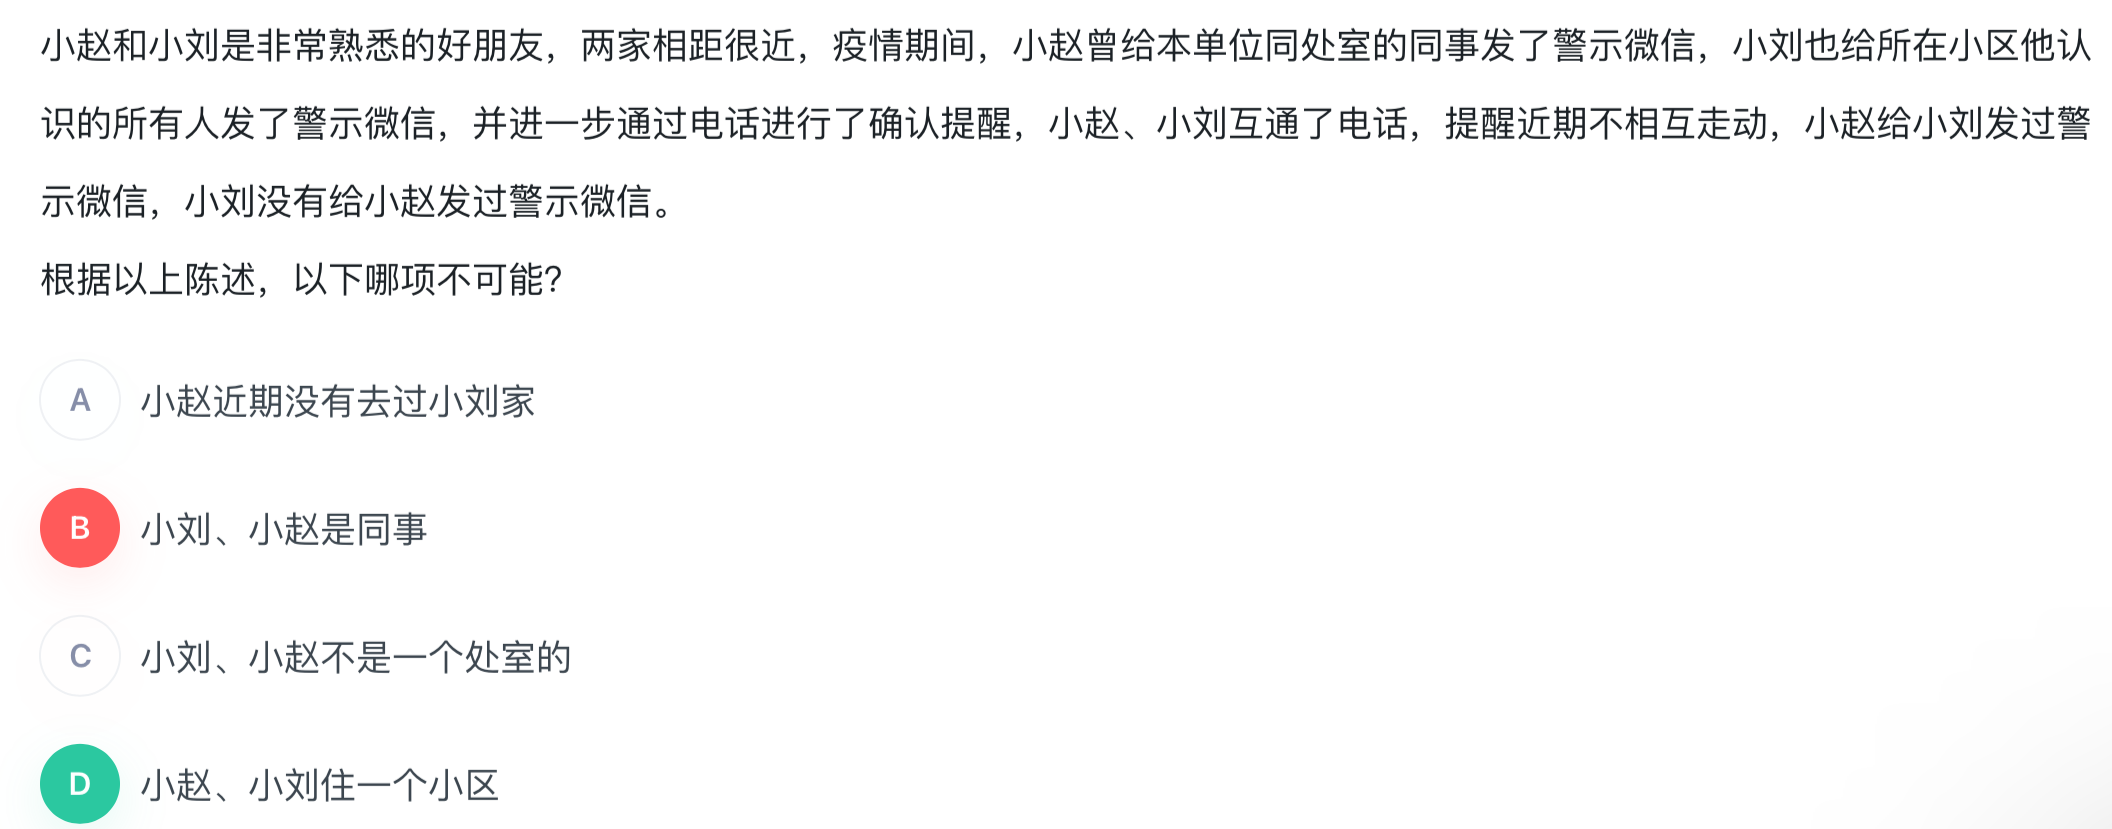 小赵和小刘是非常熟悉的好朋友，两家相距很近，疫情期间，小赵曾给本单位同处室的同事发了警示微信，小刘也给所在小区他认
识的所有人发了警示微信，并进一步通过电话进行了确认提醒，小赵、小刘互通了电话，提醒近期不相互走动，小赵给小刘发过警
示微信，小刘没有给小赵发过警示微信。
根据以上陈述，以下哪项不可能?
A 小赵近期没有去过小刘家
B 小刘、小赵是同事
C 小刘、小赵不是一个处室的
D 小赵、小刘住一个小区